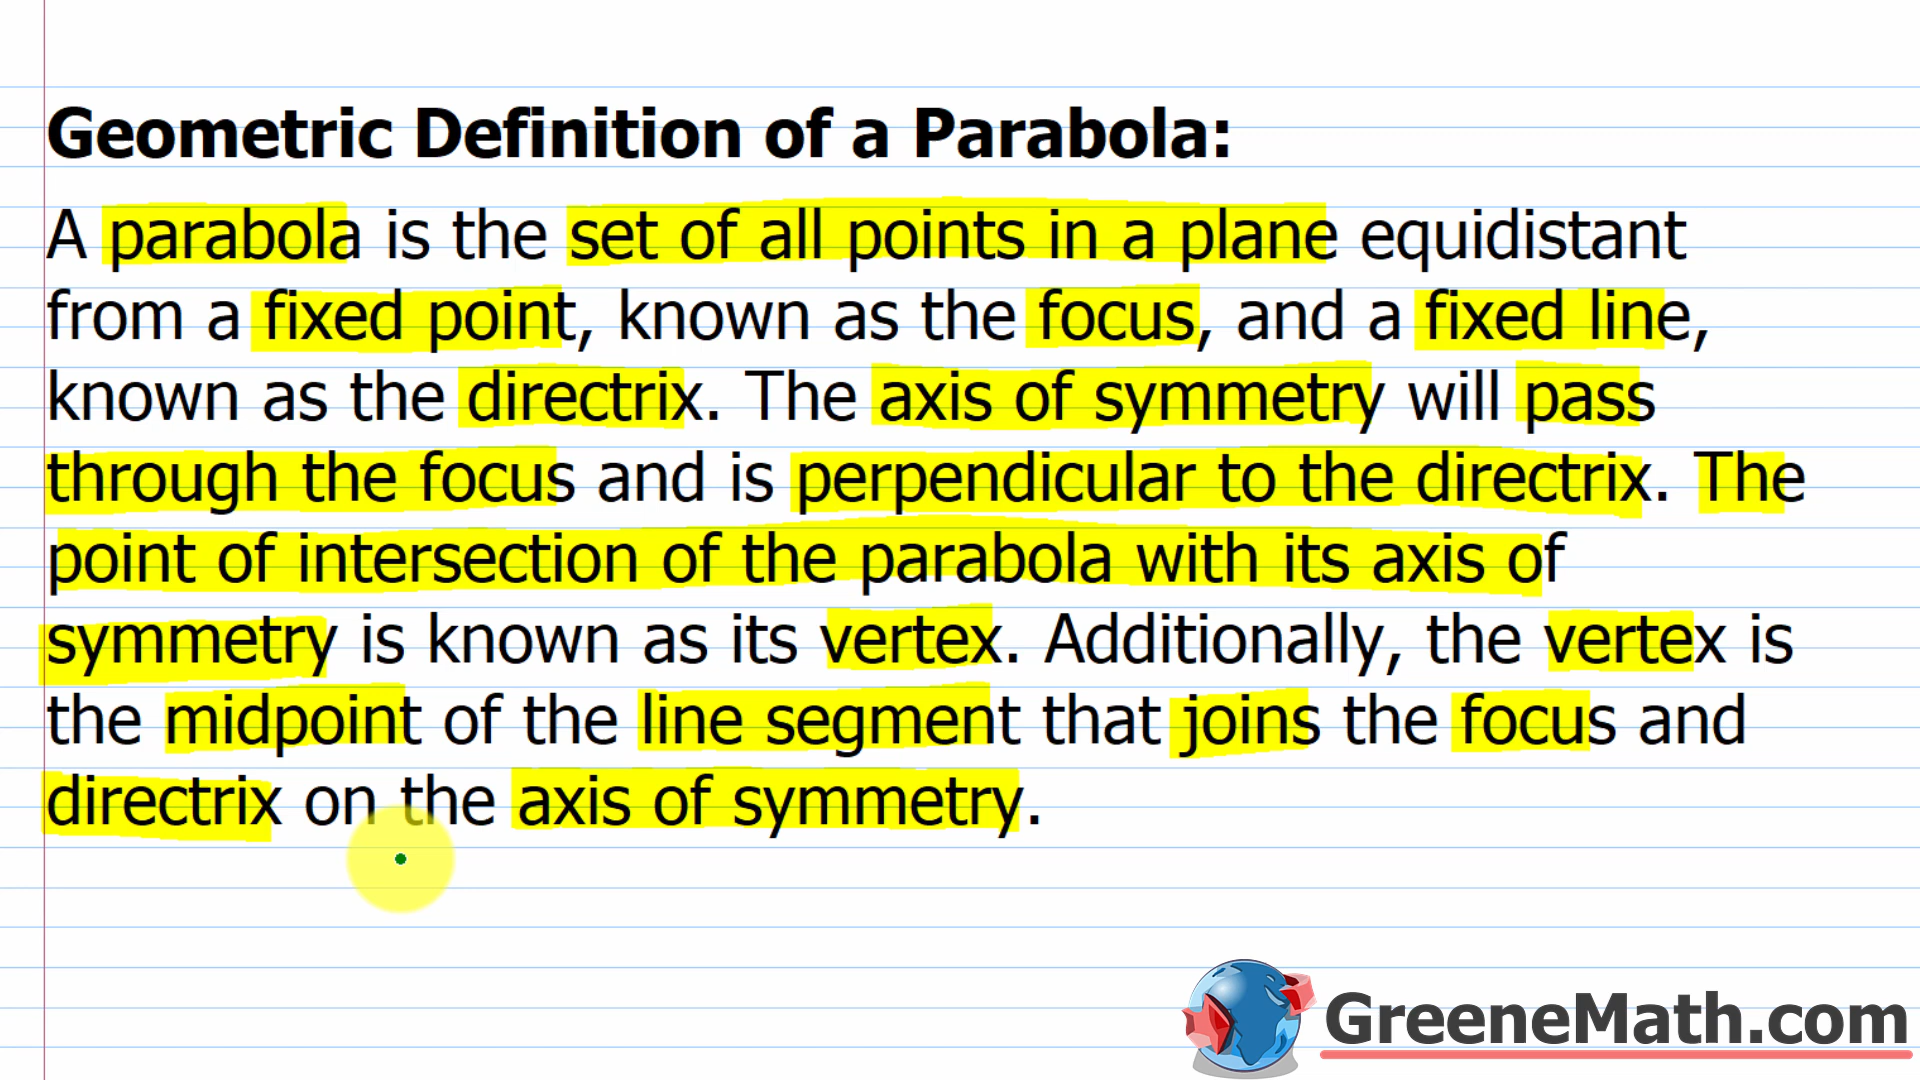 Geometric Definition of a Parabola:
A parabola is the set of all points in a plane equidistant
from a fixed point, known as the focus, and a fixed line,
known as the directrix. The axis of symmetry will pass
through the focus and is perpendicular to the directrix. The
point of intersection of the parabola with its axis of
symmetry is known as its vertex. Additionally, the vertex is
the midpoint of the line segment that joins the focus and
directrix on the axis of symmetry.
GreeneMath.com